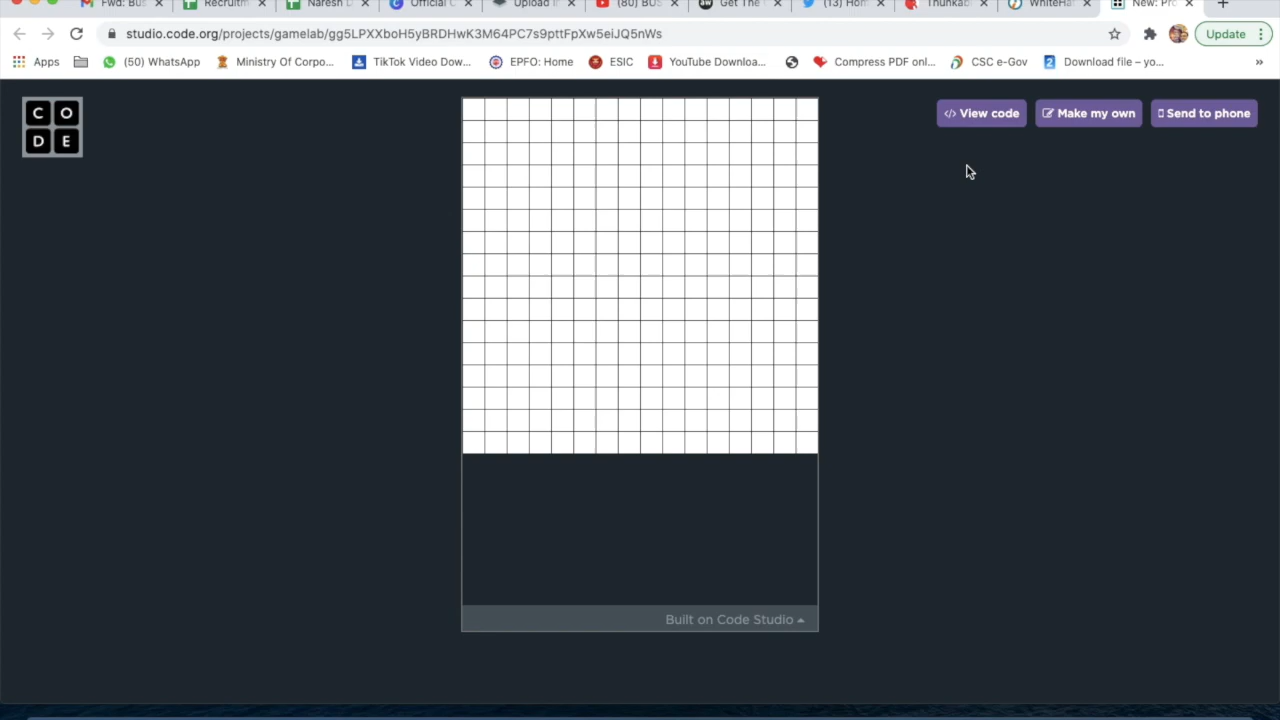 Fwd: Bus Recruitm Naresh D Official C Upload in (80) BUS Get The (13) Hom Thunkab WhiteHat New: Pro
studio.code.org/projects/gamelab/gg5LPXXboH5yBRDHwK3M64PC7s9pttFpXw5eiJQ5nWs Update
Apps (50) WhatsApp Ministry Of Corpo... TikTok Video Dow... EPFO: Home ESIC YouTube Downloa... Compress PDF onl... CSC e-Gov Download file – yo... »
C O
D E
View code Make my own Send to phone
Built on Code Studio